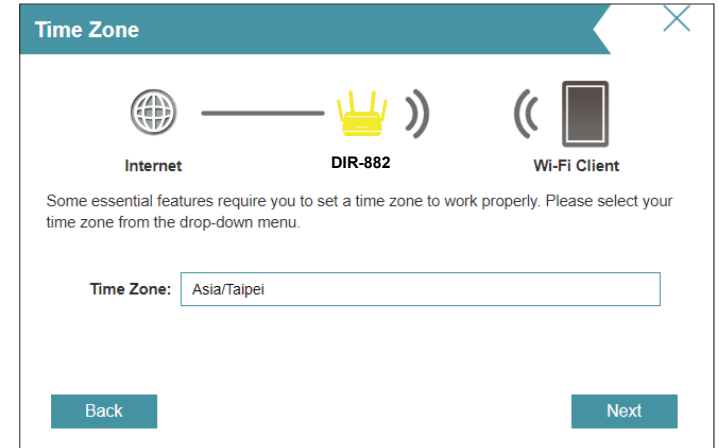 Time Zone
Internet
DIR-882
Wi-Fi Client
Some essential features require you to set a time zone to work properly. Please select your
time zone from the drop-down menu.
Time Zone: Asia/Taipei
Back Next